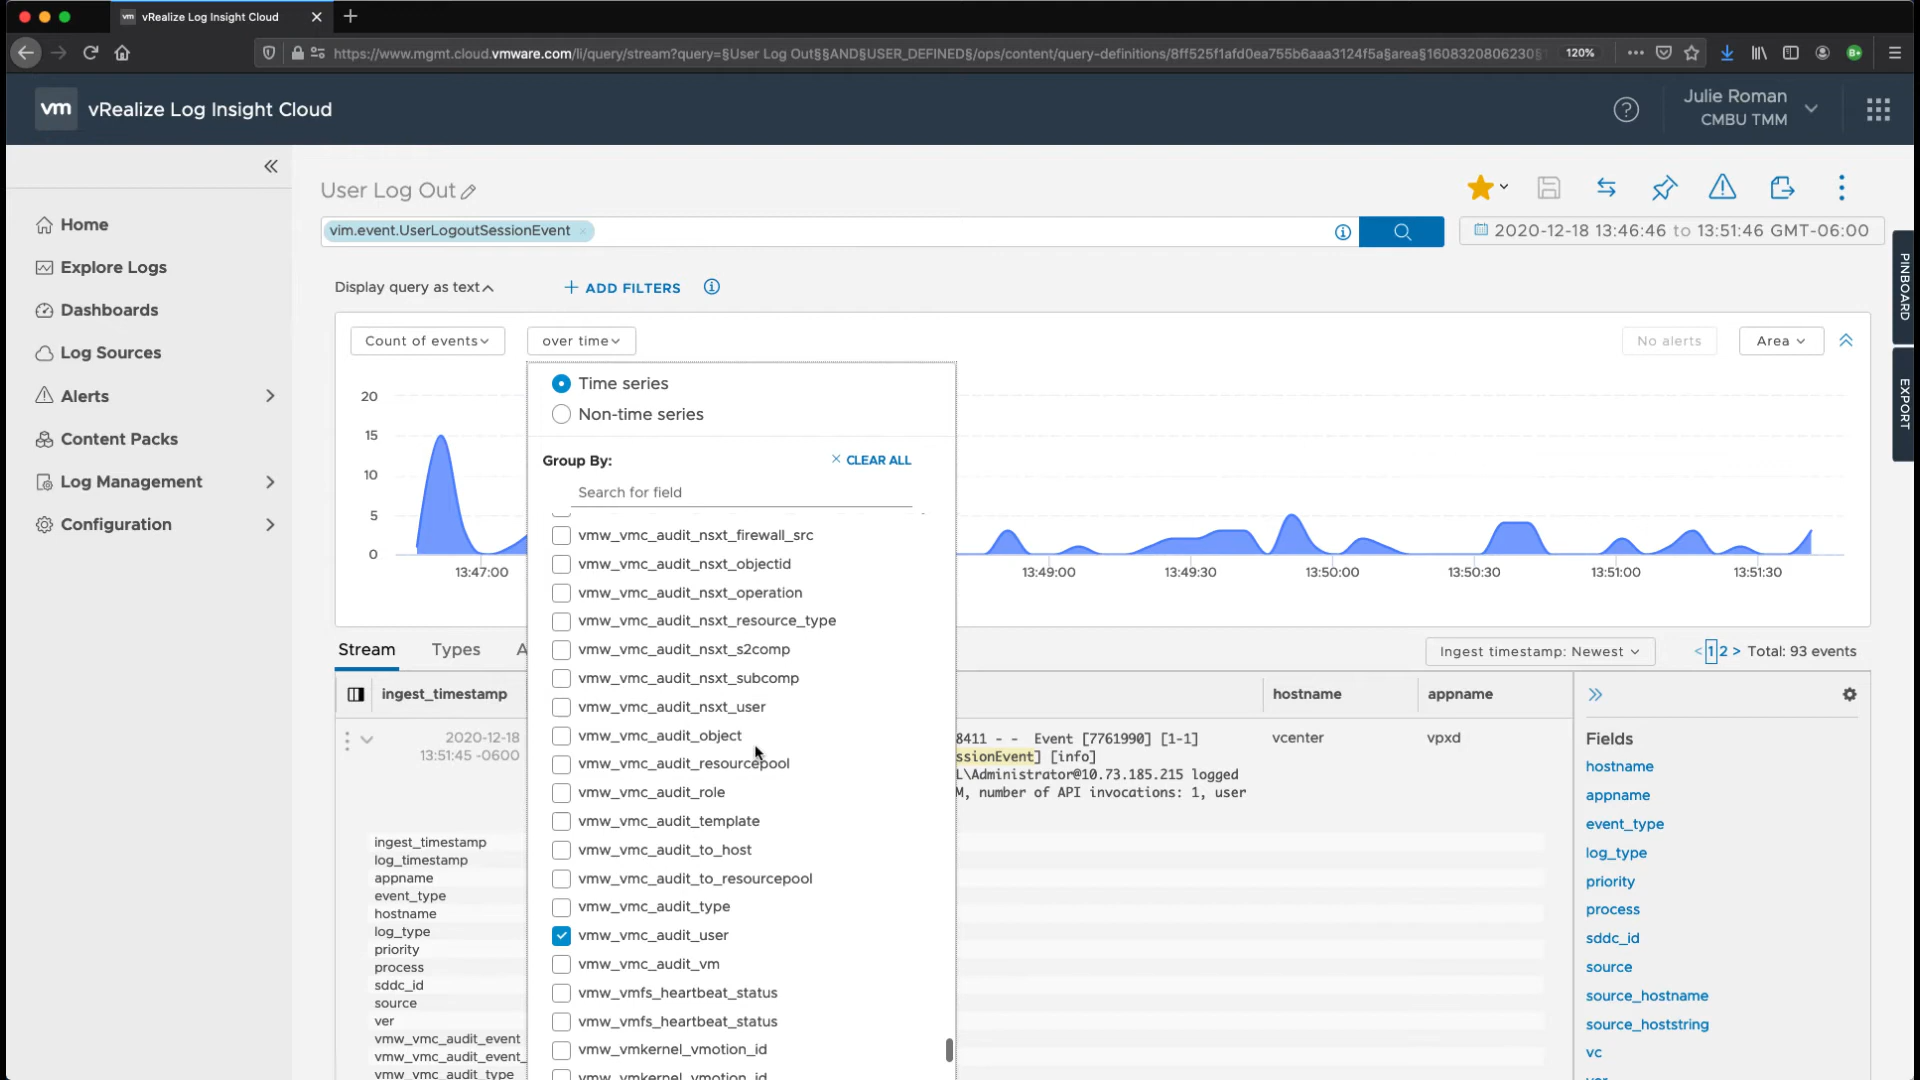 vm vRealize Log Insight Cloud
https://www.mgmt.cloud.vmware.com/li/query/stream?query=§User Log Out§§AND§USER_DEFINED§/ops/content/query-definitions/8ff525f1afd0ea755b6aaa3124f5a§area§1608320806230§
120%
vm vRealize Log Insight Cloud
Julie Roman
CMBU TMM
Home
Explore Logs
Dashboards
Log Sources
Alerts
Content Packs
Log Management
Configuration
User Log Out
vim.event.UserLogoutSessionEvent
2020-12-18 13:46:46 to 13:51:46 GMT-06:00
Display query as text
ADD FILTERS
PINBOARD
EXPORT
Count of events
over time
No alerts
Area
20
15
10
5
0
13:47:00
13:49:00
13:49:30
13:50:00
13:50:30
13:51:00
13:51:30
Time series
Non-time series
Group By:
CLEAR ALL
Search for field
vmw_vmc_audit_nsxt_firewall_src
vmw_vmc_audit_nsxt_objectid
vmw_vmc_audit_nsxt_operation
vmw_vmc_audit_nsxt_resource_type
vmw_vmc_audit_nsxt_s2comp
vmw_vmc_audit_nsxt_subcomp
vmw_vmc_audit_nsxt_user
vmw_vmc_audit_object
vmw_vmc_audit_resourcepool
vmw_vmc_audit_role
vmw_vmc_audit_template
vmw_vmc_audit_to_host
vmw_vmc_audit_to_resourcepool
vmw_vmc_audit_type
vmw_vmc_audit_user
vmw_vmc_audit_vm
vmw_vmfs_heartbeat_status
vmw_vmfs_heartbeat_status
vmw_vmkernel_vmotion_id
vmw_vmkernel_vmotion_id
Stream Types A
Ingest timestamp: Newest
< 1 2 > Total: 93 events
ingest_timestamp
hostname
appname
2020-12-18
13:51:45 -0600
8411 - - Event [7761990] [1-1]
ssionEvent] [info]
L\Administrator@10.73.185.215 logged
M, number of API invocations: 1, user
vcenter
vpxd
ingest_timestamp
log_timestamp
appname
event_type
hostname
log_type
priority
process
sddc_id
source
ver
vmw_vmc_audit_event
vmw_vmc_audit_event_
vmw_vmc_audit_type
Fields
hostname
appname
event_type
log_type
priority
process
sddc_id
source
source_hostname
source_hoststring
vc